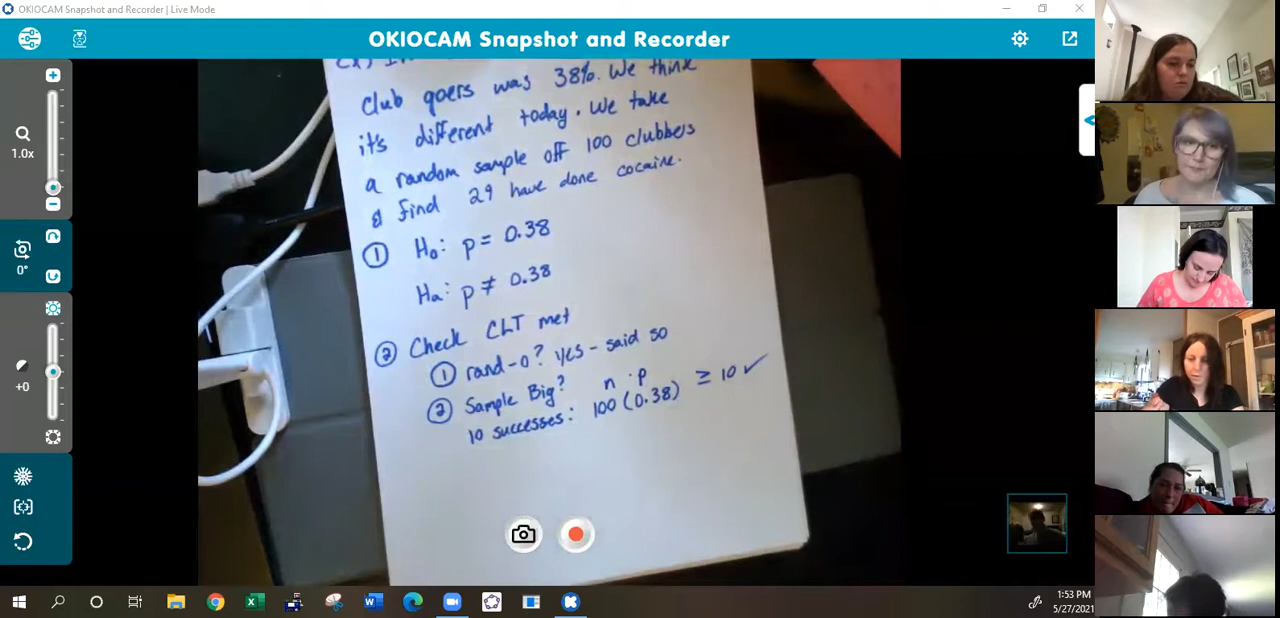 OKIOCAM Snapshot and Recorder | Live Mode
OKIOCAM Snapshot and Recorder
1.0x
0°
+0
club goers was 38%. We think
it's different today. We take
a random sample off 100 clubbers
& find 29 have done cocaine.
① H₀: p = 0.38
Hₐ: p ≠ 0.38
② Check CLT met
① rand-o? yes - said so
② Sample Big? n · p
10 successes: 100 (0.38) ≥ 10 ✓
1:53 PM
5/27/2021